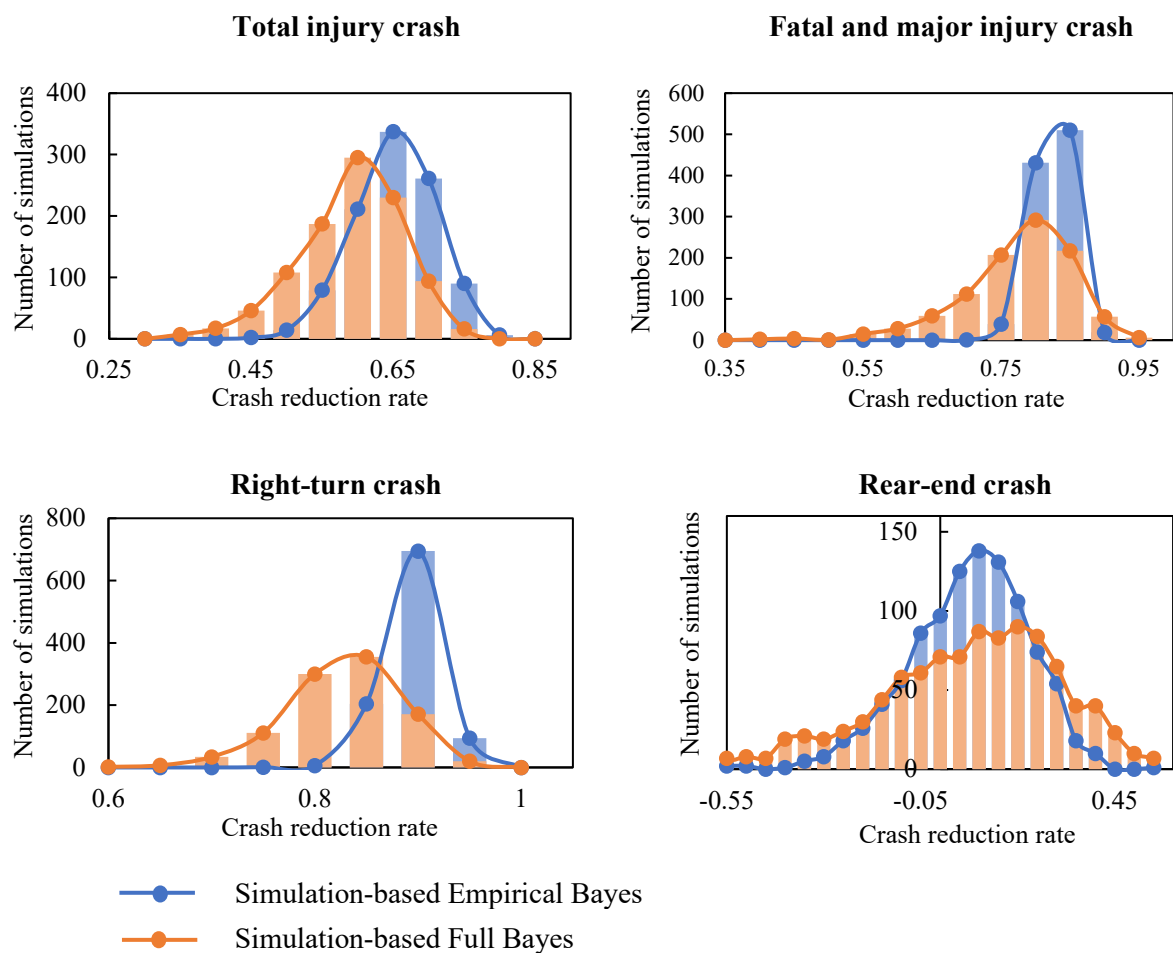 Total injury crash
Number of simulations
400
300
200
100
0
0.25 0.45 0.65 0.85
Crash reduction rate
Fatal and major injury crash
Number of simulations
600
500
400
300
200
100
0
0.35 0.55 0.75 0.95
Crash reduction rate
Right-turn crash
Number of simulations
800
600
400
200
0
0.6 0.8 1
Crash reduction rate
Rear-end crash
Number of simulations
150
100
50
0
-0.55 -0.05 0.45
Crash reduction rate
Simulation-based Empirical Bayes
Simulation-based Full Bayes